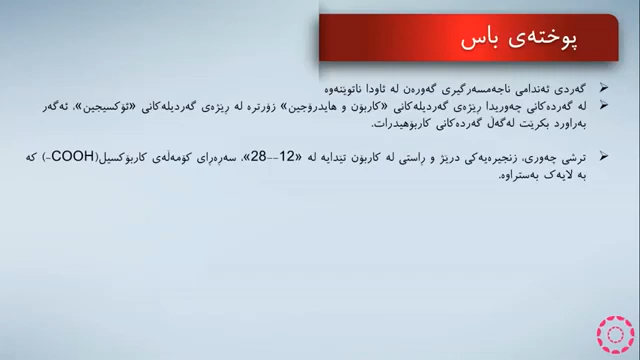 پوختەی باس
گەردی ئەندامی ناجەمسەرگیری گەورەن لە ئاودا ناتوێتەوە
لە گەردەکانی چەوریدا ڕێژەی گەردیلەکانی «کاربۆن و هایدرۆجین» زۆرترە لە ڕێژەی گەردیلەکانی «ئۆکسیجین»، ئەگەر
بەراورد بکرێت لەگەڵ گەردەکانی کاربۆهیدرات.
ترشی چەوری، زنجیرەیەکی درێژ و ڕاستی لە کاربۆن تێدایە لە «12--28»، سەرەڕای کۆمەڵەی کاربۆکسیل(COOH-) کە
بە لایەک بەستراوە.